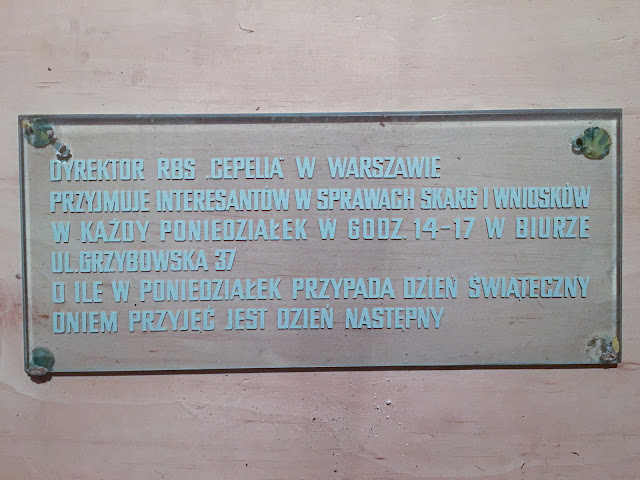 DYREKTOR RBS „CEPELIA” W WARSZAWIE
PRZYJMUJE INTERESANTÓW W SPRAWACH SKARG I WNIOSKÓW
W KAŻDY PONIEDZIAŁEK W GODZ. 14-17 W BIURZE
UL.GRZYBOWSKA 37
O ILE W PONIEDZIAŁEK PRZYPADA DZIEŃ ŚWIĄTECZNY
DNIEM PRZYJĘĆ JEST DZIEŃ NASTĘPNY